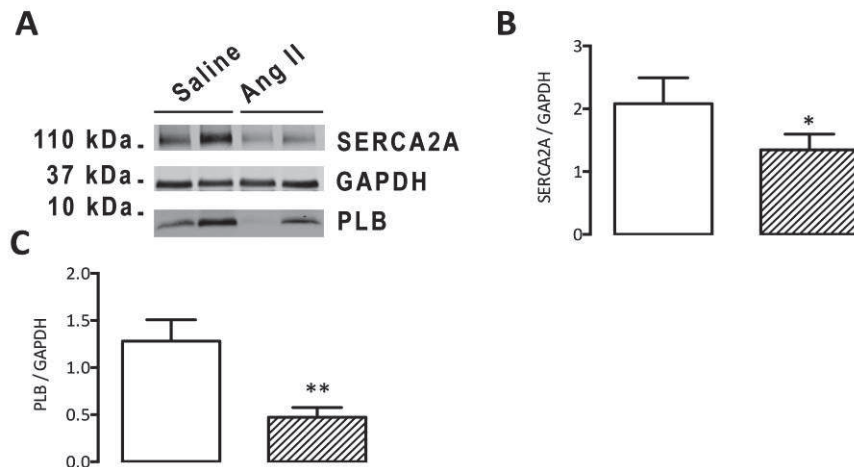 A
Saline Ang II
110 kDa. SERCA2A
37 kDa. GAPDH
10 kDa. PLB
B
SERCA2A / GAPDH
3
2
1
0
*
C
PLB / GAPDH
2.0
1.5
1.0
0.5
0.0
**